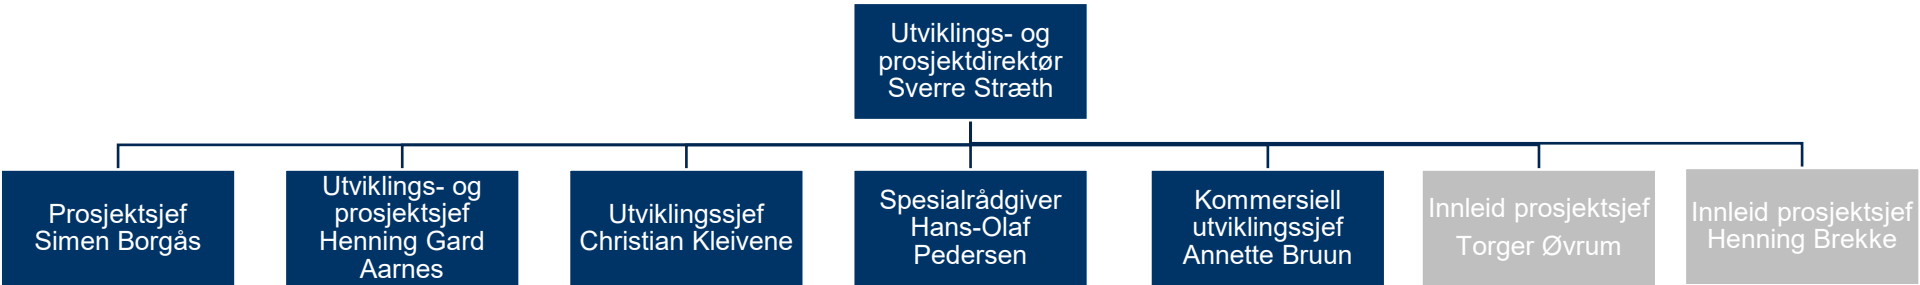 Utviklings- og
prosjektdirektør
Sverre Stræth
Prosjektsjef
Simen Borgås
Utviklings- og
prosjektsjef
Henning Gard
Aarnes
Utviklingssjef
Christian Kleivene
Spesialrådgiver
Hans-Olaf
Pedersen
Kommersiell
utviklingssjef
Annette Bruun
Innleid prosjektsjef
Torger Øvrum
Innleid prosjektsjef
Henning Brekke